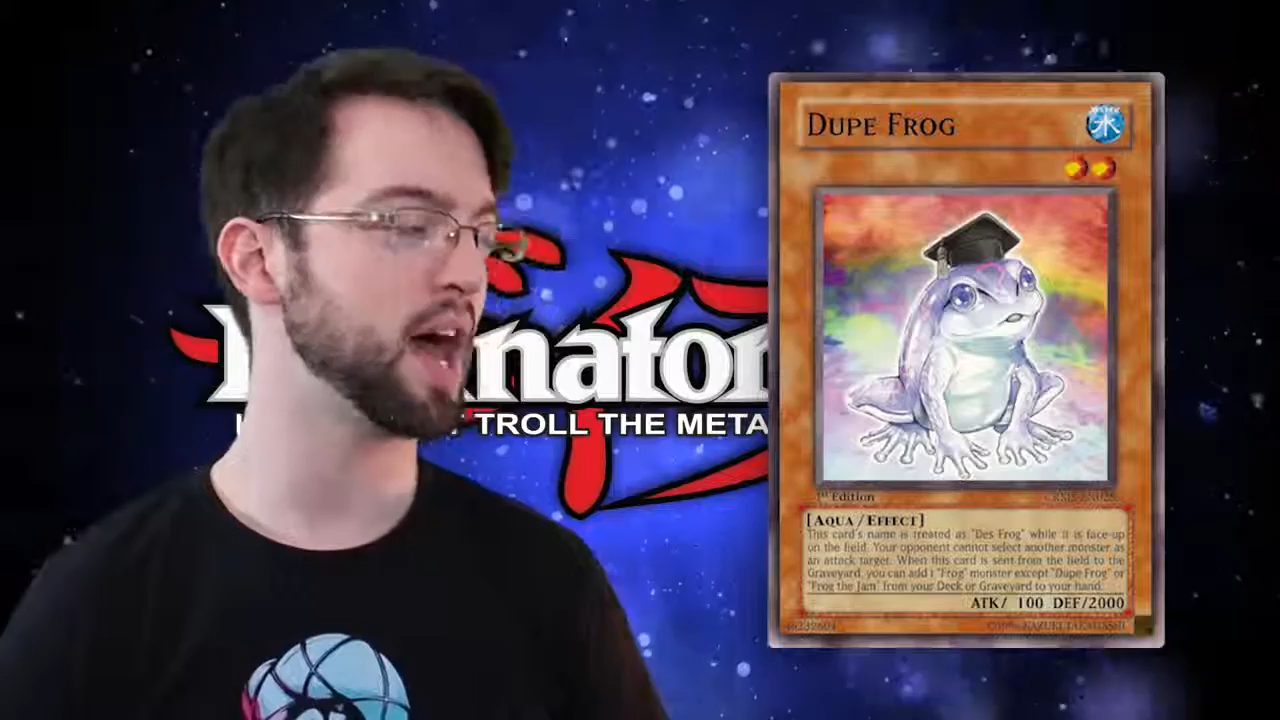 DUPE FROG
水
TROLL THE META
1st Edition
[AQUA/EFFECT]
This card's name is treated as "Des Frog" while it is face-up
on the field. Your opponent cannot select another monster as
an attack target. When this card is sent from the field to the
Graveyard, you can add 1 "Frog" monster except "Dupe Frog" or
"Frog the Jam" from your Deck or Graveyard to your hand.
ATK/ 100 DEF/2000